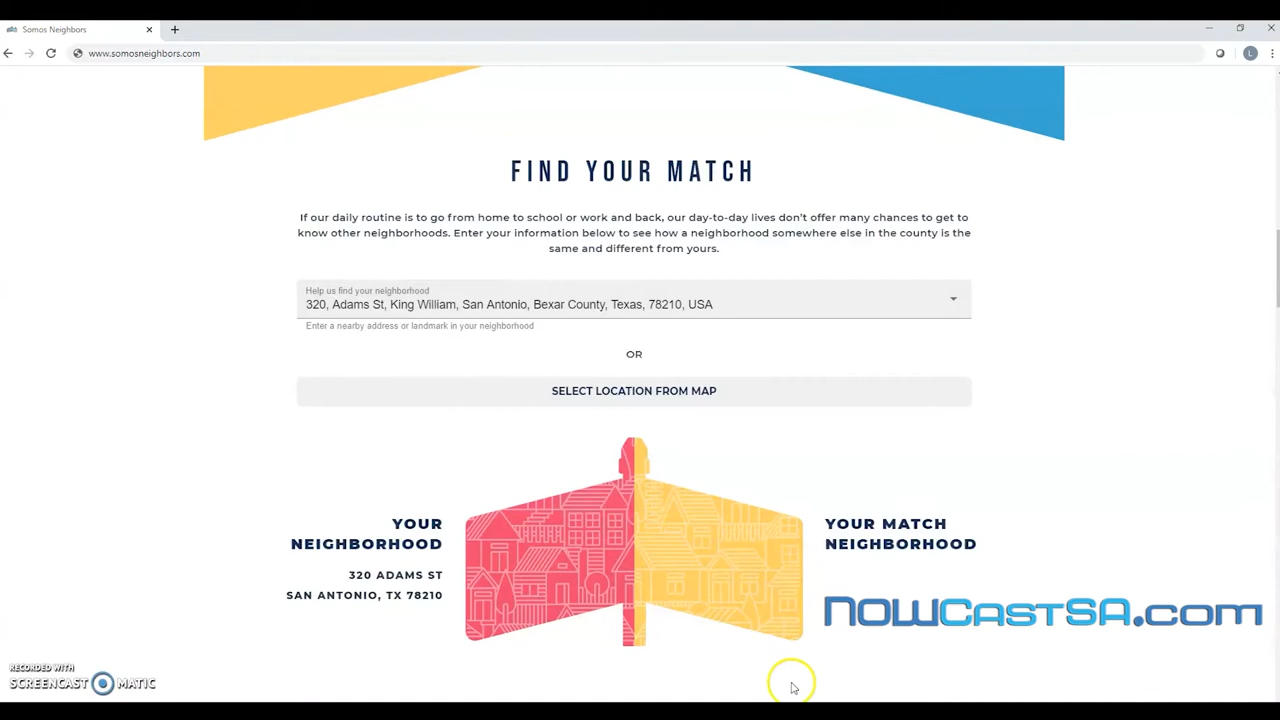 Somos Neighbors
www.somosneighbors.com
L
FIND YOUR MATCH
If our daily routine is to go from home to school or work and back, our day-to-day lives don't offer many chances to get to
know other neighborhoods. Enter your information below to see how a neighborhood somewhere else in the county is the
same and different from yours.
Help us find your neighborhood
320, Adams St, King William, San Antonio, Bexar County, Texas, 78210, USA
Enter a nearby address or landmark in your neighborhood
OR
SELECT LOCATION FROM MAP
YOUR
NEIGHBORHOOD
320 ADAMS ST
SAN ANTONIO, TX 78210
YOUR MATCH
NEIGHBORHOOD
NOWCASTSA.com
RECORDED WITH
SCREENCAST MATIC